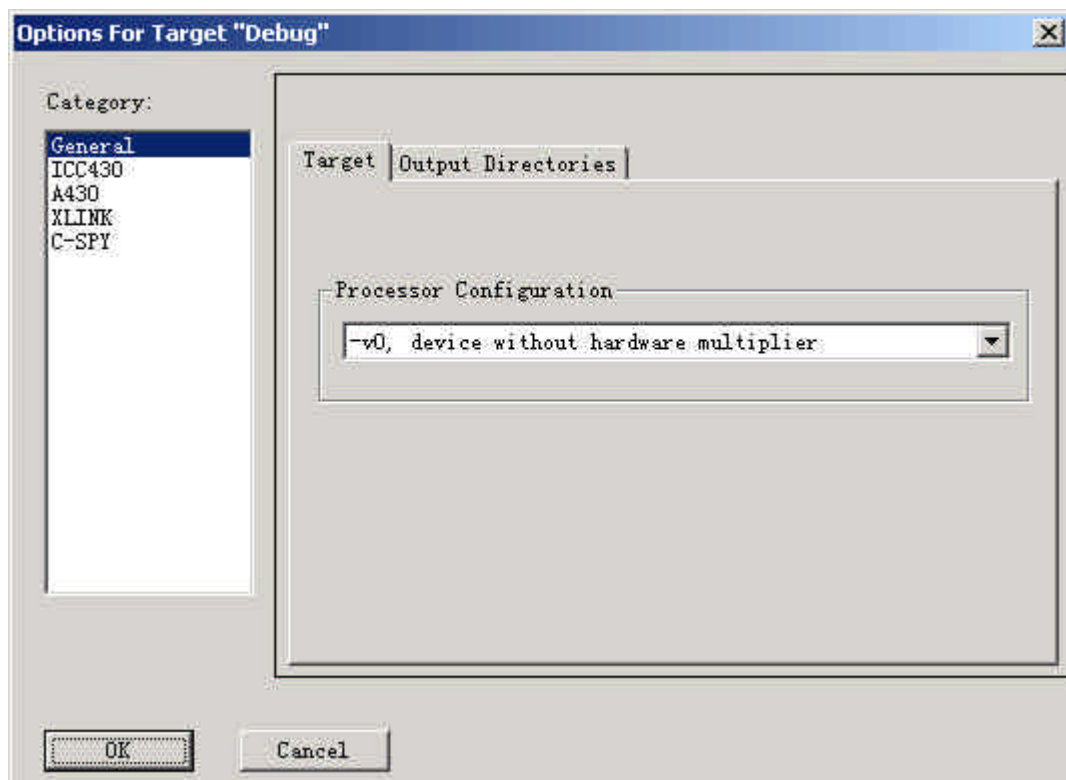 Options For Target "Debug"
Category:
General
ICC430
A430
XLINK
C-SPY
Target
Output Directories
Processor Configuration
-v0, device without hardware multiplier
OK
Cancel